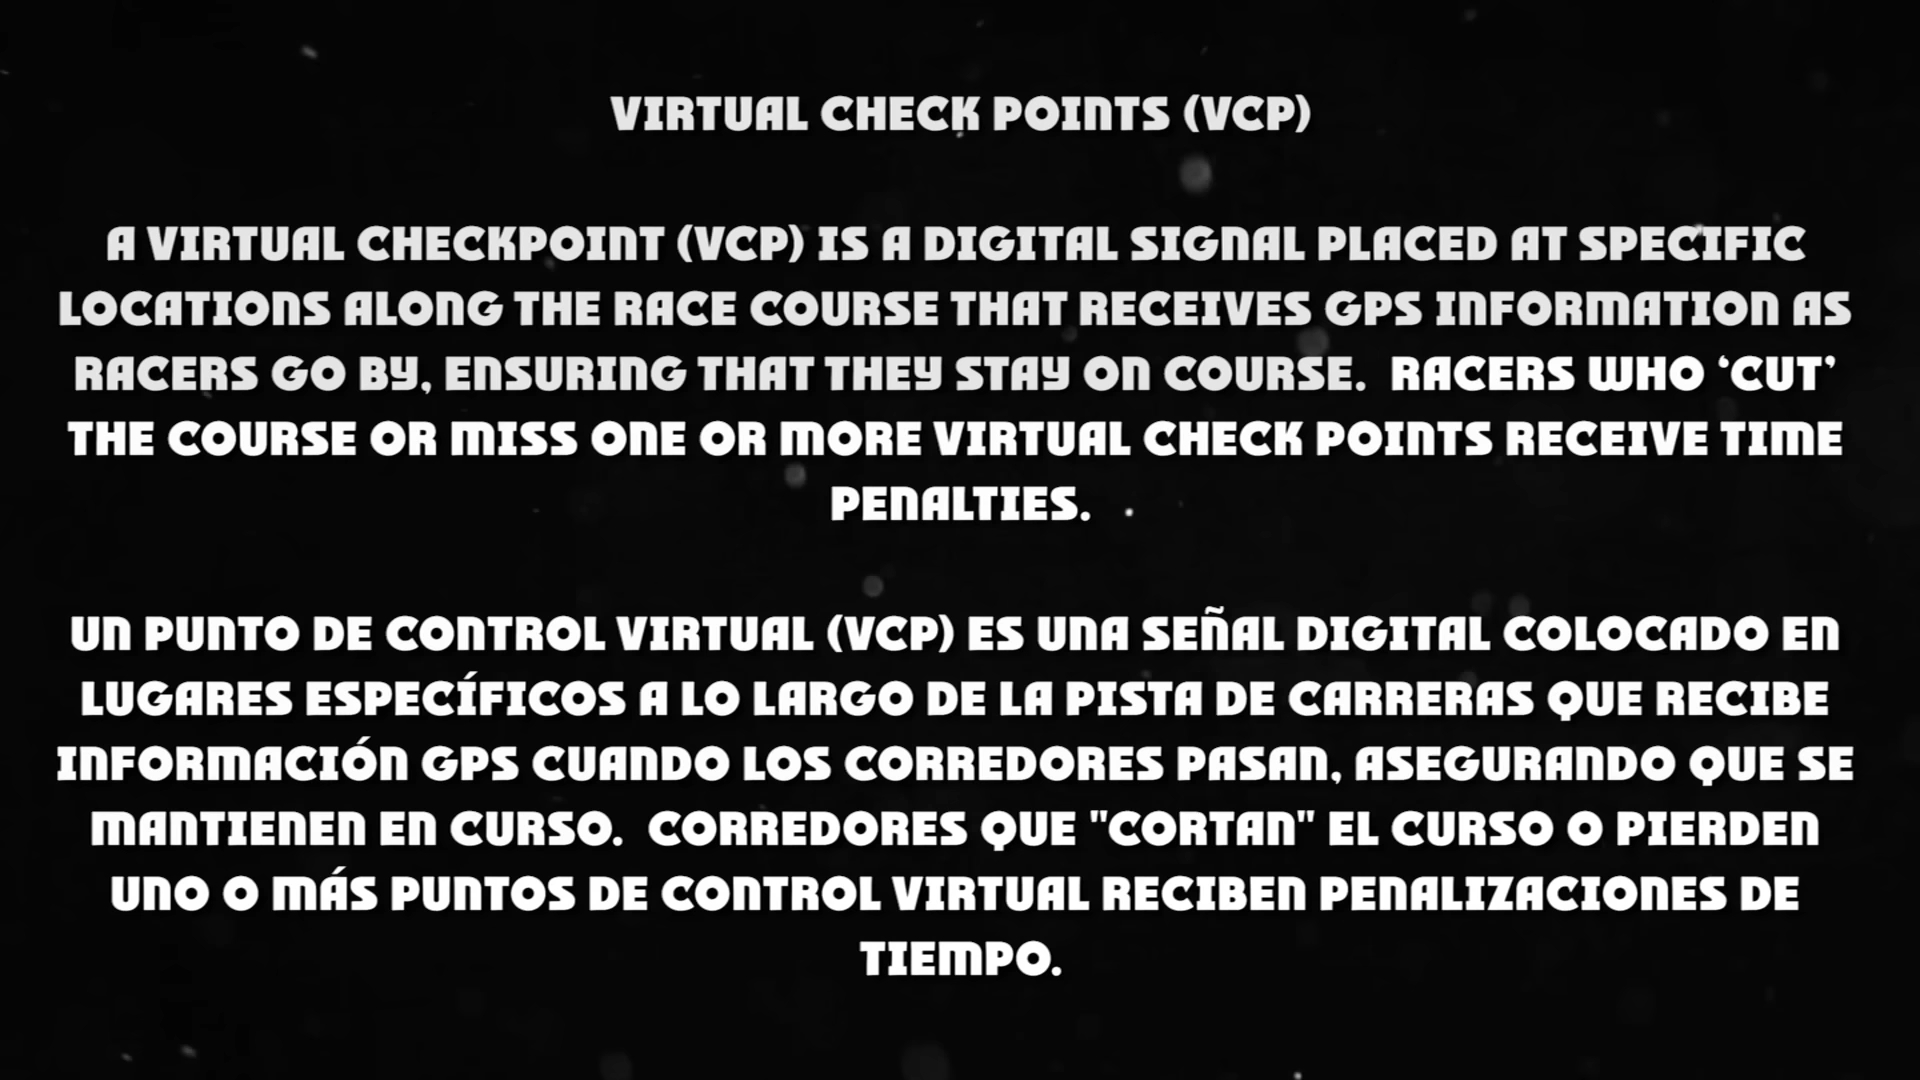 VIRTUAL CHECK POINTS (VCP)
A VIRTUAL CHECKPOINT (VCP) IS A DIGITAL SIGNAL PLACED AT SPECIFIC
LOCATIONS ALONG THE RACE COURSE THAT RECEIVES GPS INFORMATION AS
RACERS GO BY, ENSURING THAT THEY STAY ON COURSE.  RACERS WHO ‘CUT’
THE COURSE OR MISS ONE OR MORE VIRTUAL CHECK POINTS RECEIVE TIME
PENALTIES.
UN PUNTO DE CONTROL VIRTUAL (VCP) ES UNA SEÑAL DIGITAL COLOCADO EN
LUGARES ESPECÍFICOS A LO LARGO DE LA PISTA DE CARRERAS QUE RECIBE
INFORMACIÓN GPS CUANDO LOS CORREDORES PASAN, ASEGURANDO QUE SE
MANTIENEN EN CURSO.  CORREDORES QUE "CORTAN" EL CURSO O PIERDEN
UNO O MÁS PUNTOS DE CONTROL VIRTUAL RECIBEN PENALIZACIONES DE
TIEMPO.